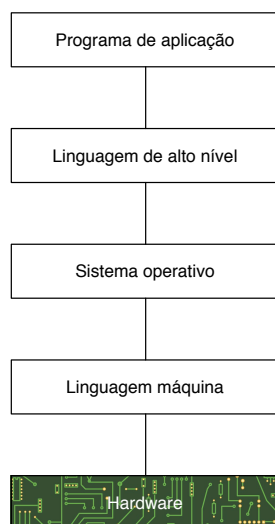 Programa de aplicação
Linguagem de alto nível
Sistema operativo
Linguagem máquina
Hardware